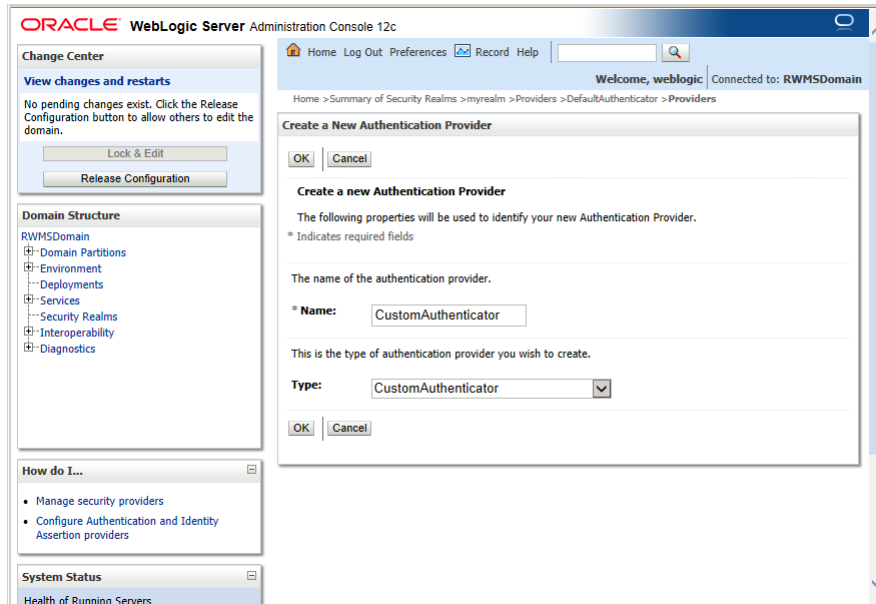 ORACLE WebLogic Server Administration Console 12c
Change Center
View changes and restarts
No pending changes exist. Click the Release
Configuration button to allow others to edit the
domain.
Lock & Edit
Release Configuration
Domain Structure
RWMSDomain
Domain Partitions
Environment
Deployments
Services
Security Realms
Interoperability
Diagnostics
How do I...
Manage security providers
Configure Authentication and Identity
Assertion providers
System Status
Health of Running Servers
Home Log Out Preferences Record Help
Welcome, weblogic Connected to: RWMSDomain
Home >Summary of Security Realms >myrealm >Providers >DefaultAuthenticator >Providers
Create a New Authentication Provider
OK Cancel
Create a new Authentication Provider
The following properties will be used to identify your new Authentication Provider.
* Indicates required fields
The name of the authentication provider.
* Name: CustomAuthenticator
This is the type of authentication provider you wish to create.
Type: CustomAuthenticator
OK Cancel